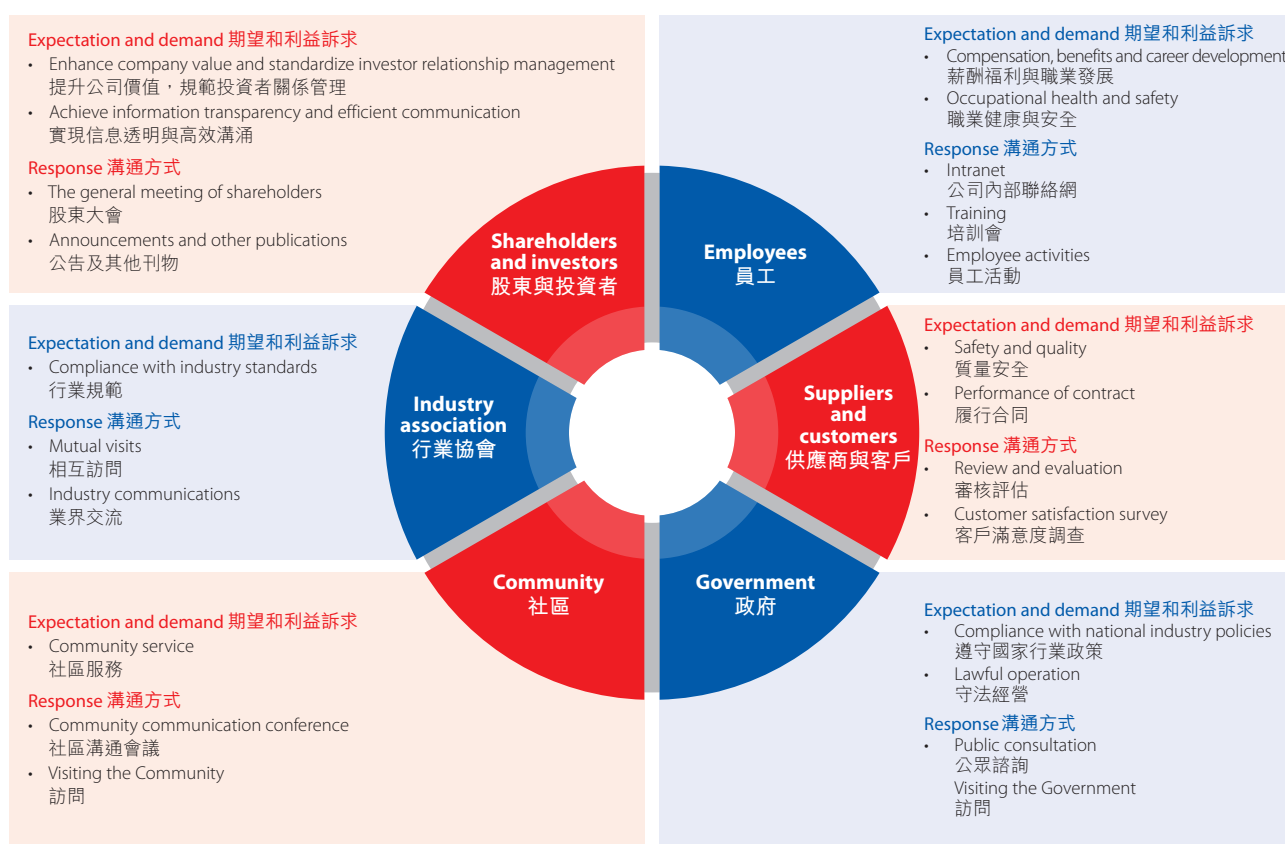 Expectation and demand 期望和利益訴求
• Enhance company value and standardize investor relationship management
提升公司價值，規範投資者關係管理
• Achieve information transparency and efficient communication
實現信息透明與高效溝涌
Response 溝通方式
• The general meeting of shareholders
股東大會
• Announcements and other publications
公告及其他刊物
Shareholders
and investors
股東與投資者
Expectation and demand 期望和利益訴求
• Compensation, benefits and career development
薪酬福利與職業發展
• Occupational health and safety
職業健康與安全
Response 溝通方式
• Intranet
公司內部聯絡網
• Training
培訓會
• Employee activities
員工活動
Employees
員工
Expectation and demand 期望和利益訴求
• Compliance with industry standards
行業規範
Response 溝通方式
• Mutual visits
相互訪問
• Industry communications
業界交流
Industry
association
行業協會
Suppliers
and
customers
供應商與客戶
Expectation and demand 期望和利益訴求
• Safety and quality
質量安全
• Performance of contract
履行合同
Response 溝通方式
• Review and evaluation
審核評估
• Customer satisfaction survey
客戶滿意度調查
Expectation and demand 期望和利益訴求
• Community service
社區服務
Response 溝通方式
• Community communication conference
社區溝通會議
• Visiting the Community
訪問
Community
社區
Government
政府
Expectation and demand 期望和利益訴求
• Compliance with national industry policies
遵守國家行業政策
• Lawful operation
守法經營
Response 溝通方式
• Public consultation
公眾諮詢
Visiting the Government
訪問